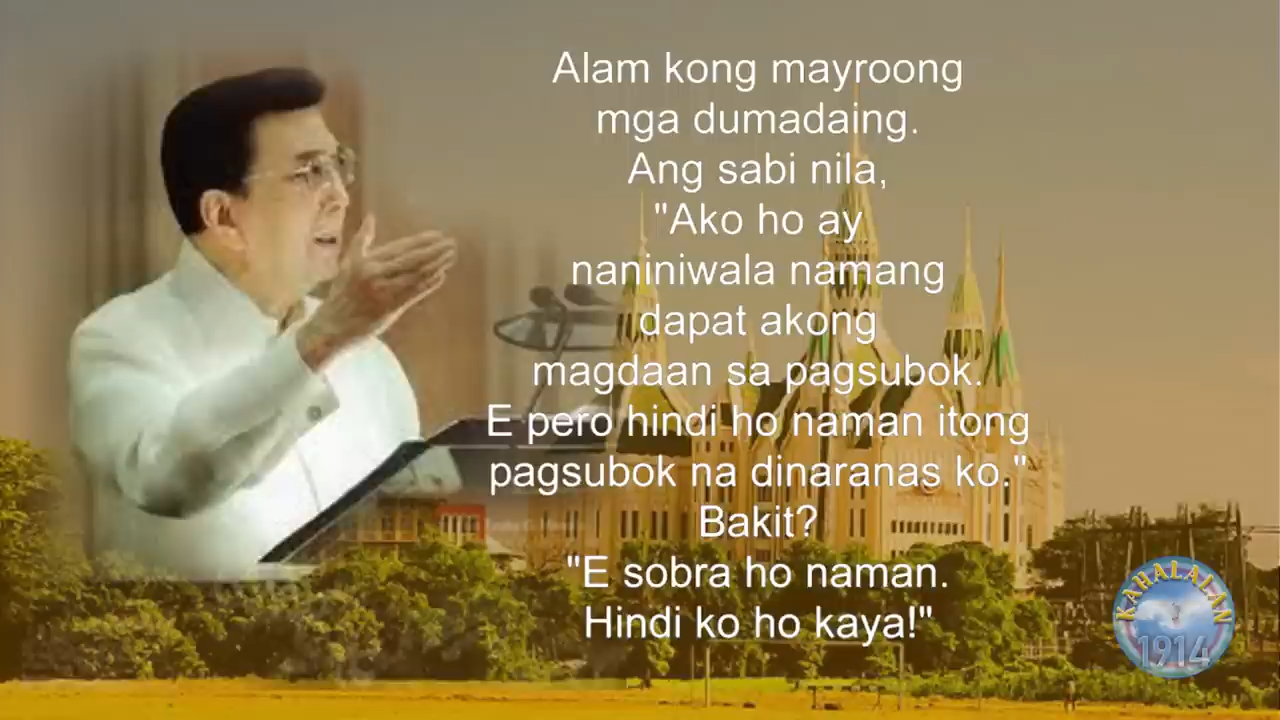 Alam kong mayroong
mga dumadaing.
Ang sabi nila,
"Ako ho ay
naniniwala namang
dapat akong
magdaan sa pagsubok.
E pero hindi ho naman itong
pagsubok na dinaranas ko."
Bakit?
"E sobra ho naman.
Hindi ko ho kaya!"
KAHALALAN
1914